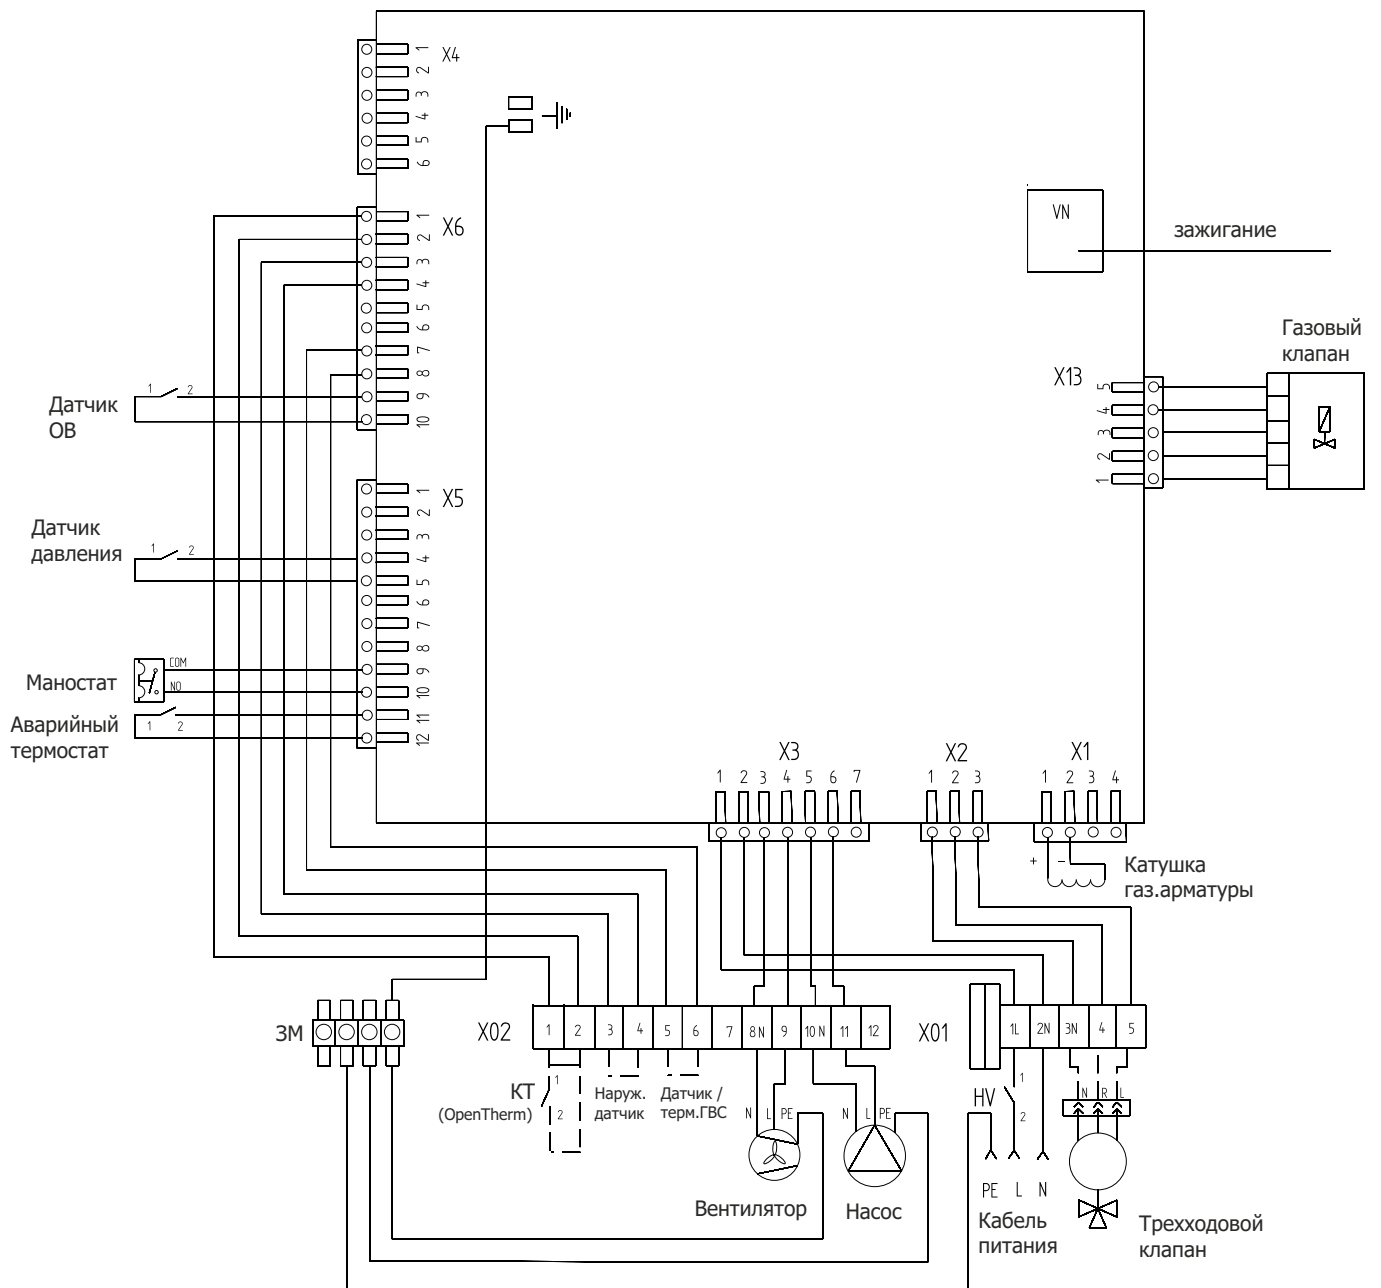 X4
1
2
3
4
5
6
X6
1
2
3
4
5
6
7
8
9
10
VN
зажигание
Газовый
клапан
X13
5
4
3
2
1
1 2
Датчик
ОВ
X5
1
2
3
4
5
6
7
8
9
10
11
12
Датчик
давления
1 2
Маностат
COM
NO
Аварийный
термостат
1 2
X3
1 2 3 4 5 6 7
X2
1 2 3
X1
1 2 3 4
+ −
Катушка
газ.арматуры
ЗМ
X02
1 2 3 4 5 6 7 8N 9 10N 11 12
X01
1L 2N 3N 4 5
КТ
(OpenTherm)
1
2
Наруж.
датчик
Датчик /
терм.ГВС
N L PE
Вентилятор
N L PE
Насос
HV
1
2
PE L N
Кабель
питания
N R L
Трехходовой
клапан